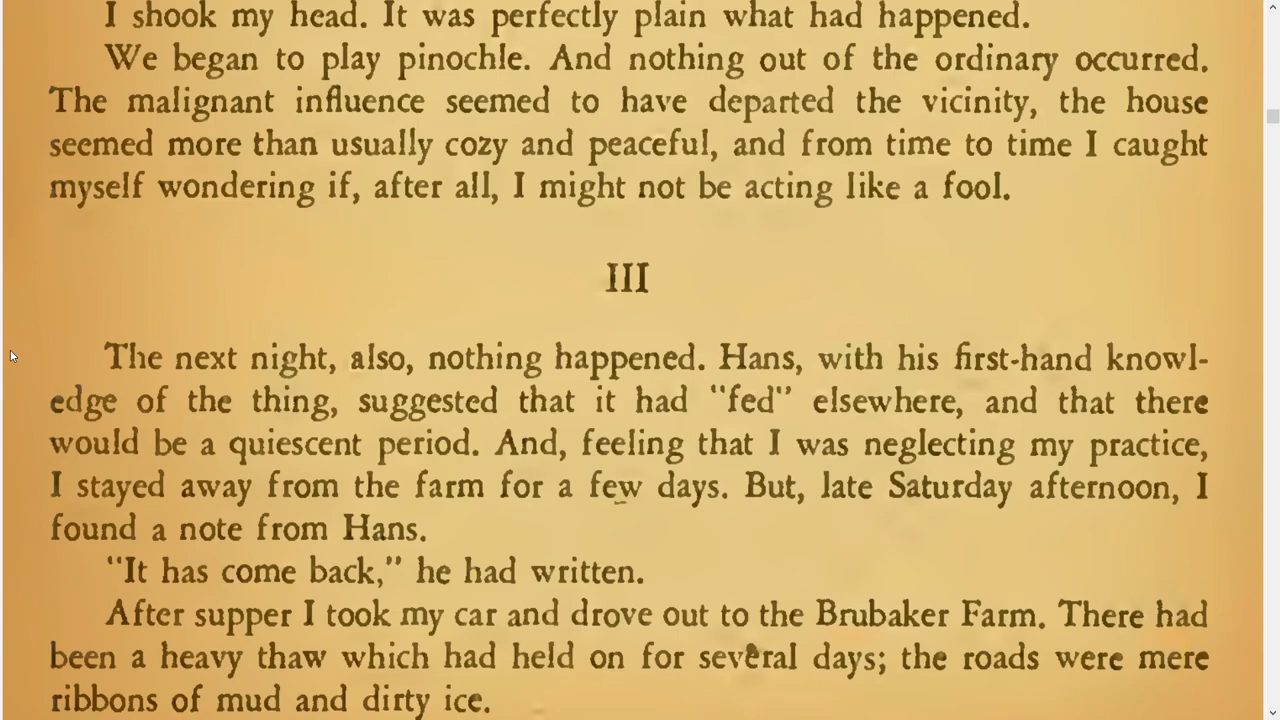 I shook my head. It was perfectly plain what had happened.
We began to play pinochle. And nothing out of the ordinary occurred.
The malignant influence seemed to have departed the vicinity, the house
seemed more than usually cozy and peaceful, and from time to time I caught
myself wondering if, after all, I might not be acting like a fool.
III
The next night, also, nothing happened. Hans, with his first-hand knowl-
edge of the thing, suggested that it had "fed" elsewhere, and that there
would be a quiescent period. And, feeling that I was neglecting my practice,
I stayed away from the farm for a few days. But, late Saturday afternoon, I
found a note from Hans.
"It has come back," he had written.
After supper I took my car and drove out to the Brubaker Farm. There had
been a heavy thaw which had held on for several days; the roads were mere
ribbons of mud and dirty ice.